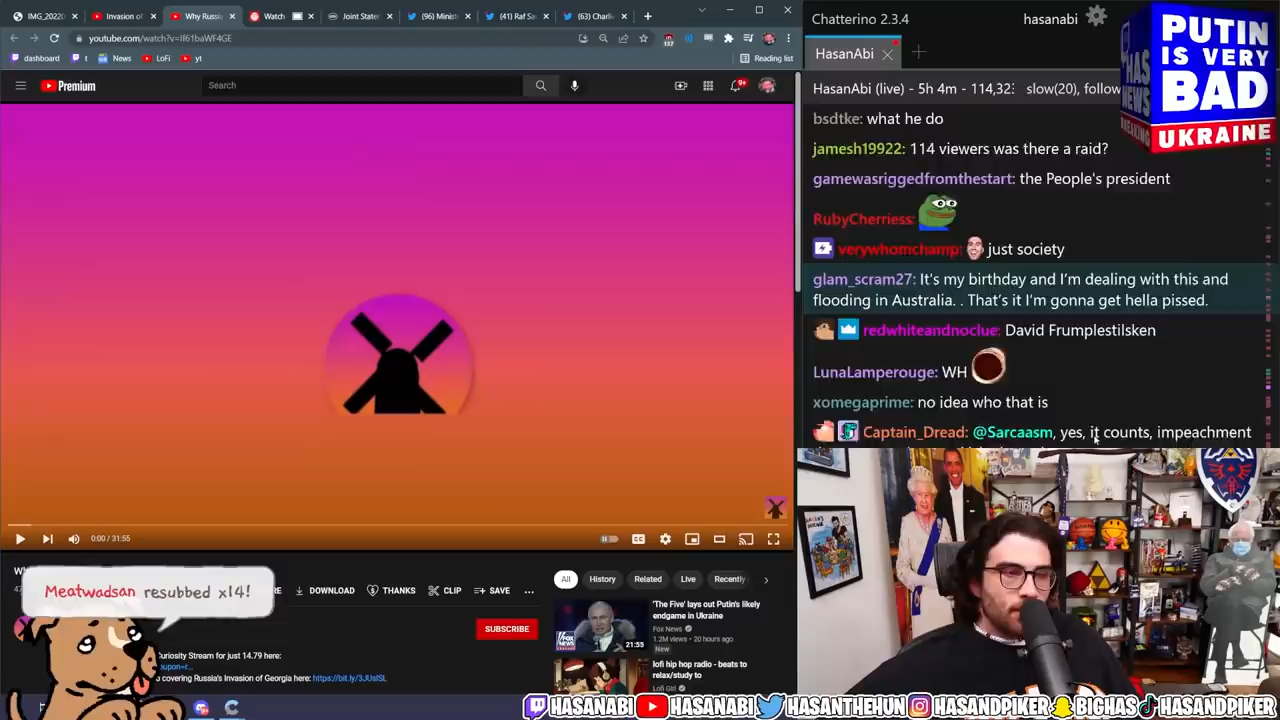 IMG_20220
Invasion of
Why Russi
Watch
Joint State
(96) Minist
(41) Raf Sa
(63) Charli
youtube.com/watch?v=If61baWF4GE
dashboard
t
News
LoFi
yt
Reading list
Premium
Search
9+
0:00 / 31:55
Meatwadsan resubbed x14!
DOWNLOAD
THANKS
CLIP
SAVE
SUBSCRIBE
Curiosity Stream for just 14.79 here:
covering Russia's Invasion of Georgia here: https://bit.ly/3JUsISL
All
History
Related
Live
Recently
'The Five' lays out Putin's likely
endgame in Ukraine
Fox News
1.2M views • 20 hours ago
New
21:55
lofi hip hop radio - beats to
relax/study to
Lofi Girl
Chatterino 2.3.4
hasanabi
HasanAbi
HasanAbi (live) - 5h 4m - 114,32
slow(20), follow
bsdtke: what he do
jamesh19922: 114 viewers was there a raid?
gamewasriggedfromthestart: the People's president
RubyCherriess:
verywhomchamp: just society
glam_scram27: It's my birthday and I'm dealing with this and
flooding in Australia. . That's it I'm gonna get hella pissed.
redwhiteandnoclue: David Frumplestilsken
LunaLamperouge: WH
xomegaprime: no idea who that is
Captain_Dread: @Sarcaasm, yes, it counts, impeachment
PUTIN
IS VERY
BAD
UKRAINE
HASANABI
HASANABI
HASANTHEHUN
HASANDPIKER
BIGHAS
HASANDPIKER